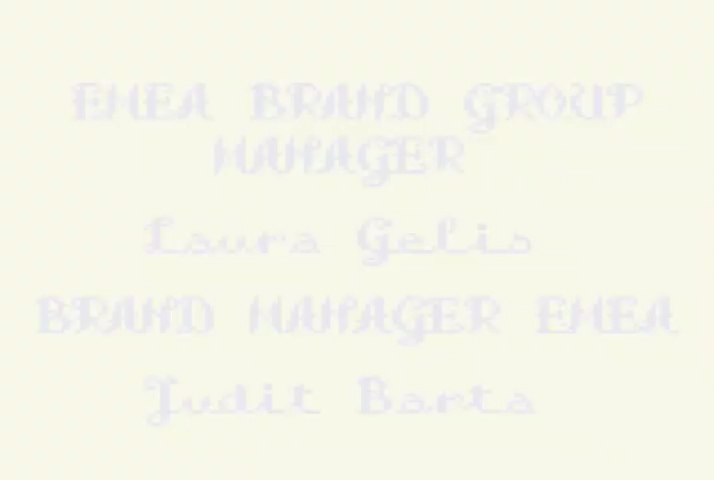 EMEA BRAND GROUP
MANAGER
Laura Gelis
BRAND MANAGER EMEA
Judit Barta